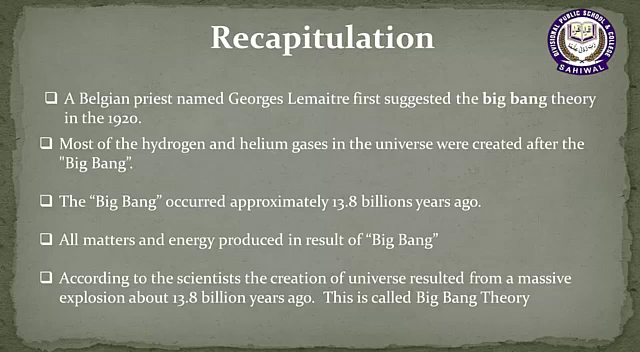 Recapitulation
DIVISIONAL PUBLIC SCHOOL & COLLEGE
SAHIWAL
❑ A Belgian priest named Georges Lemaitre first suggested the big bang theory
in the 1920.
❑ Most of the hydrogen and helium gases in the universe were created after the
"Big Bang”.
❑ The “Big Bang” occurred approximately 13.8 billions years ago.
❑ All matters and energy produced in result of “Big Bang”
❑ According to the scientists the creation of universe resulted from a massive
explosion about 13.8 billion years ago. This is called Big Bang Theory